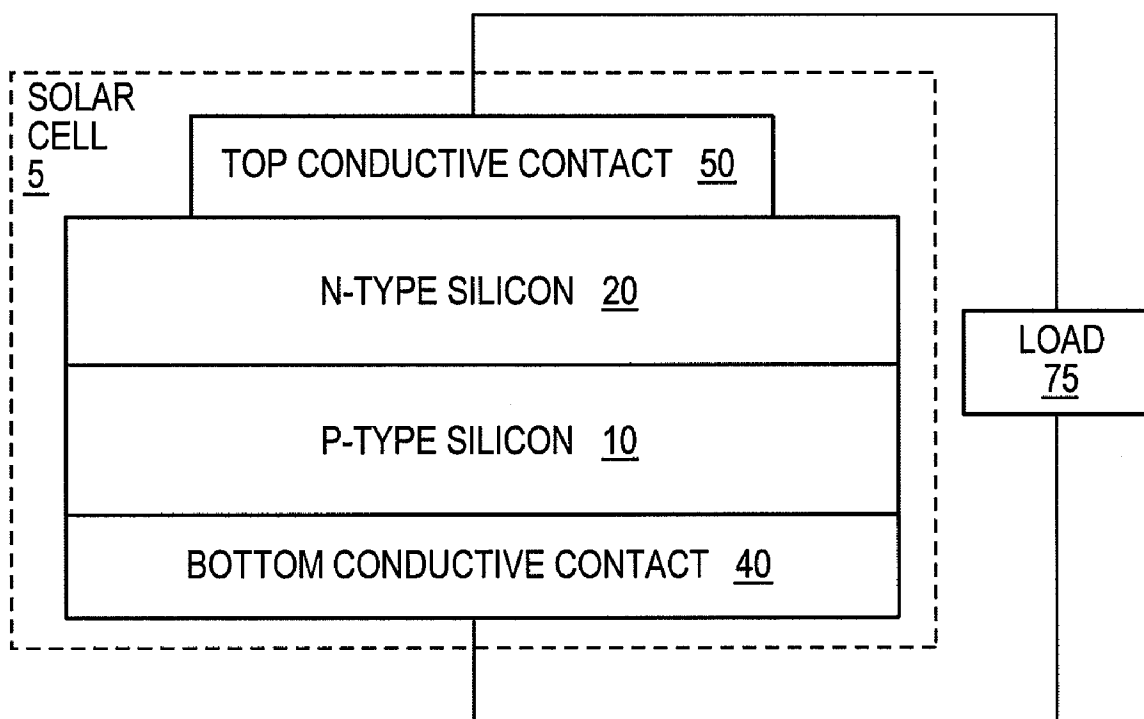 SOLAR
CELL
5
TOP CONDUCTIVE CONTACT 50
N-TYPE SILICON 20
LOAD
75
P-TYPE SILICON 10
BOTTOM CONDUCTIVE CONTACT 40